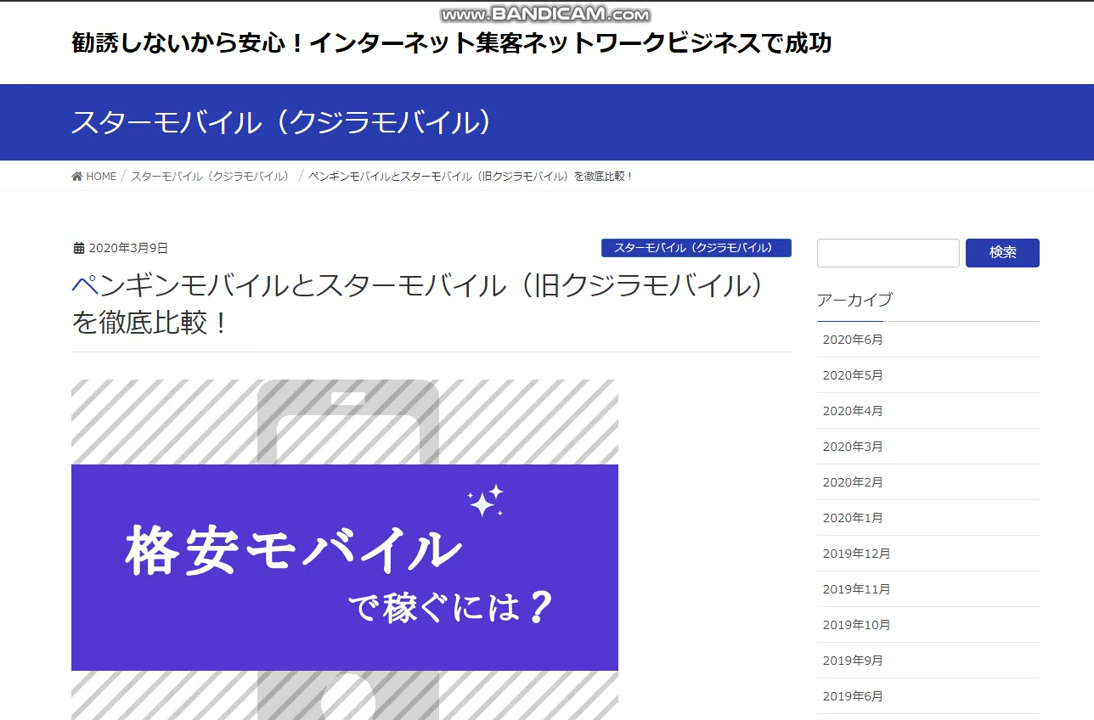 www.BANDICAM.com
勧誘しないから安心！インターネット集客ネットワークビジネスで成功
スターモバイル（クジラモバイル）
HOME / スターモバイル（クジラモバイル） / ペンギンモバイルとスターモバイル（旧クジラモバイル）を徹底比較！
2020年3月9日
スターモバイル（クジラモバイル）
ペンギンモバイルとスターモバイル（旧クジラモバイル）
を徹底比較！
格安モバイル
で稼ぐには？
検索
アーカイブ
2020年6月
2020年5月
2020年4月
2020年3月
2020年2月
2020年1月
2019年12月
2019年11月
2019年10月
2019年9月
2019年6月